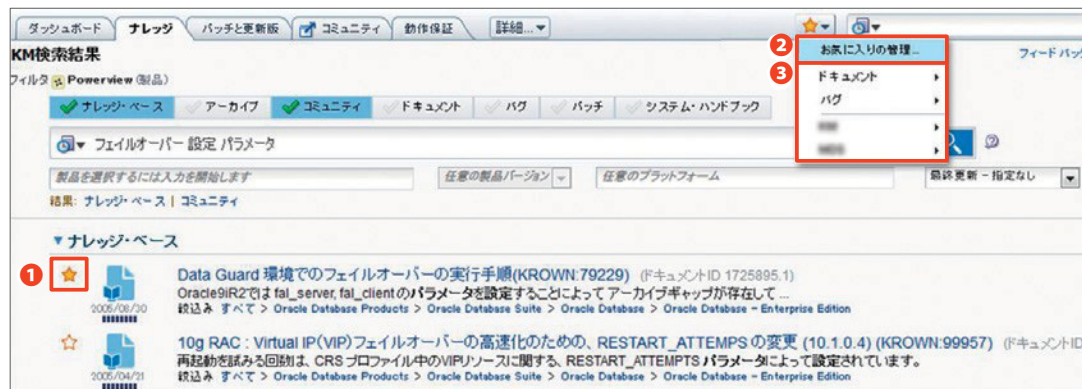 ダッシュボード ナレッジ パッチと更新版 コミュニティ 動作保証 詳細...
KM検索結果
❷ お気に入りの管理...
フィードバッ
フィルタ Powerview (製品)
❸ ドキュメント
バグ
ナレッジ・ベース アーカイブ コミュニティ ドキュメント バグ パッチ システム・ハンドブック
フェイルオーバー 設定 パラメータ
製品を選択するには入力を開始します 任意の製品バージョン 任意のプラットフォーム 最終更新 - 指定なし
結果: ナレッジ・ベース | コミュニティ
ナレッジ・ベース
❶ Data Guard 環境でのフェイルオーバーの実行手順(KROWN:79229) (ドキュメントID 1725895.1)
Oracle9iR2では fal_server, fal_clientのパラメータを設定することによって アーカイブギャップが存在して ...
2005/08/30 絞込み すべて > Oracle Database Products > Oracle Database Suite > Oracle Database > Oracle Database - Enterprise Edition
10g RAC : Virtual IP(VIP)フェイルオーバーの高速化のための、RESTART_ATTEMPS の変更 (10.1.0.4) (KROWN:99957) (ドキュメントID
再起動を試みる回数は、CRS プロファイル中のVIPリソースに関する、RESTART_ATTEMPTS パラメータによって設定されています。
2005/04/21 絞込み すべて > Oracle Database Products > Oracle Database Suite > Oracle Database > Oracle Database - Enterprise Edition